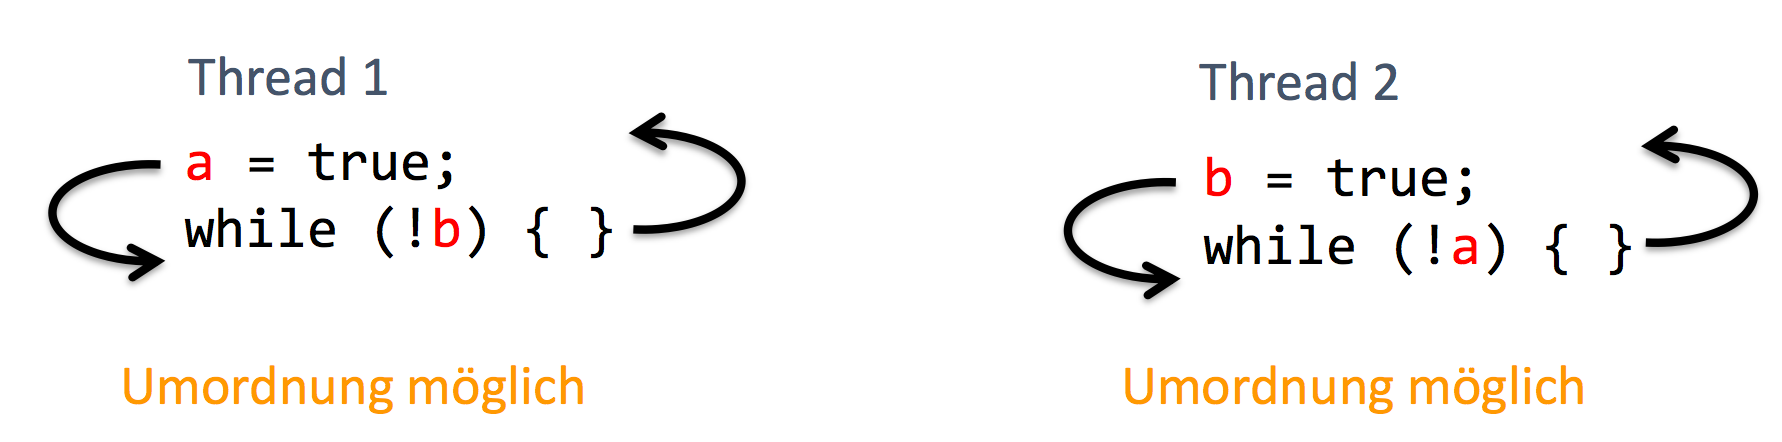 Thread 1
a = true;
while (!b) { }
Umordnung möglich
Thread 2
b = true;
while (!a) { }
Umordnung möglich